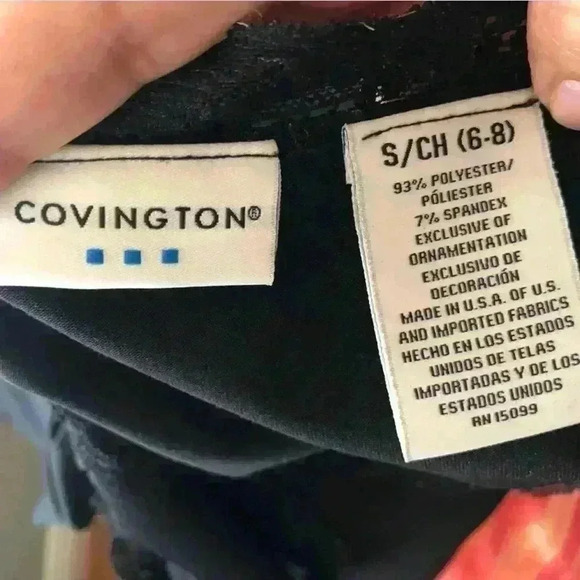 COVINGTON®
S/CH (6-8)
93% POLYESTER/
PÓLIESTER
7% SPANDEX
EXCLUSIVE OF
ORNAMENTATION
EXCLUSIVO DE
DECORACIÓN
MADE IN U.S.A. OF U.S.
AND IMPORTED FABRICS
HECHO EN LOS ESTADOS
UNIDOS DE TELAS
IMPORTADAS Y DE LOS
ESTADOS UNIDOS
RN 15099